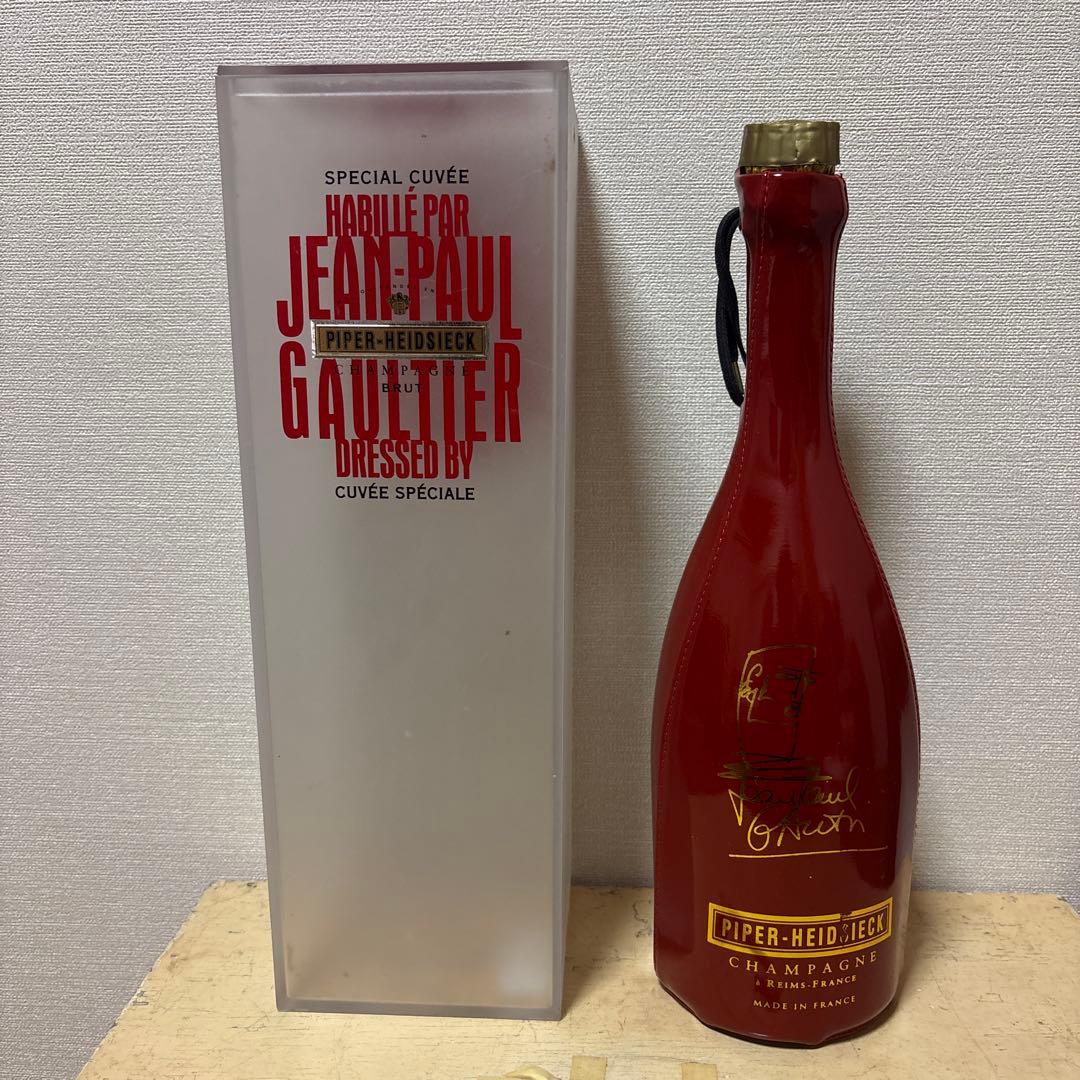 SPECIAL CUVÉE
HABILLÉ PAR
JEAN-PAUL
PIPER-HEIDSIECK
CHAMPAGNE
GAULTIER
BRUT
DRESSED BY
CUVÉE SPÉCIALE
PIPER-HEIDSIECK
CHAMPAGNE
à REIMS-FRANCE
MADE IN FRANCE